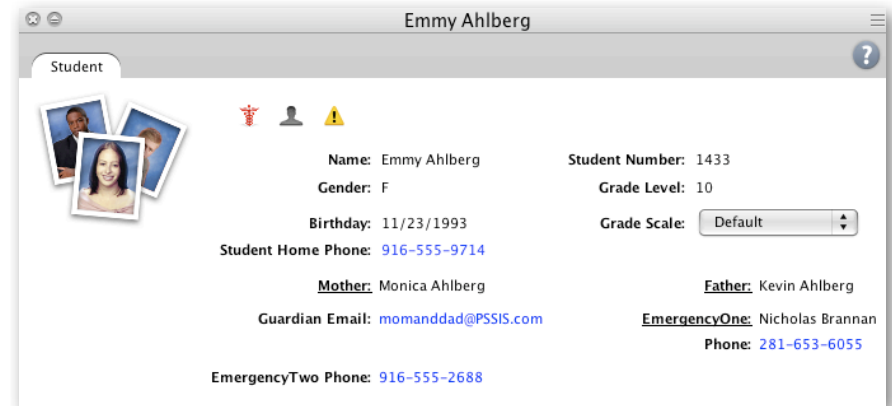 Emmy Ahlberg
Student
?
Name: Emmy Ahlberg Student Number: 1433
Gender: F Grade Level: 10
Birthday: 11/23/1993 Grade Scale: Default
Student Home Phone: 916-555-9714
Mother: Monica Ahlberg Father: Kevin Ahlberg
Guardian Email: momanddad@PSSIS.com EmergencyOne: Nicholas Brannan
Phone: 281-653-6055
EmergencyTwo Phone: 916-555-2688